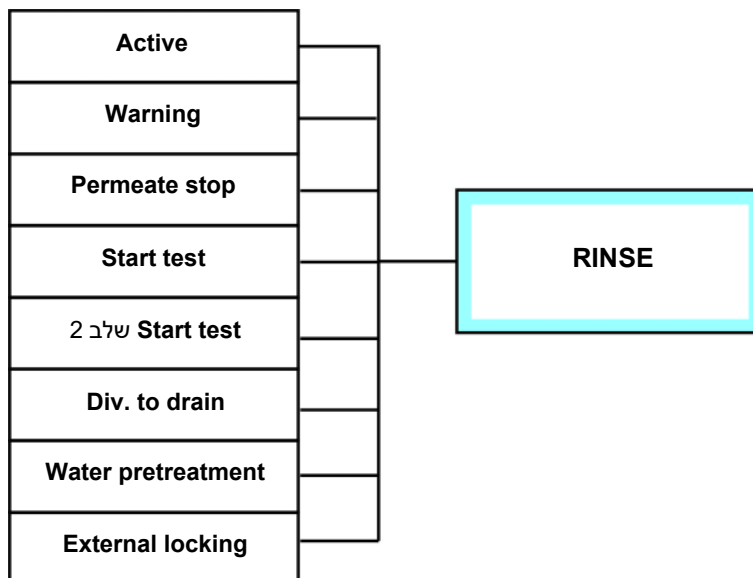 Active
Warning
Permeate stop
Start test
Start test שלב 2
Div. to drain
Water pretreatment
External locking
RINSE